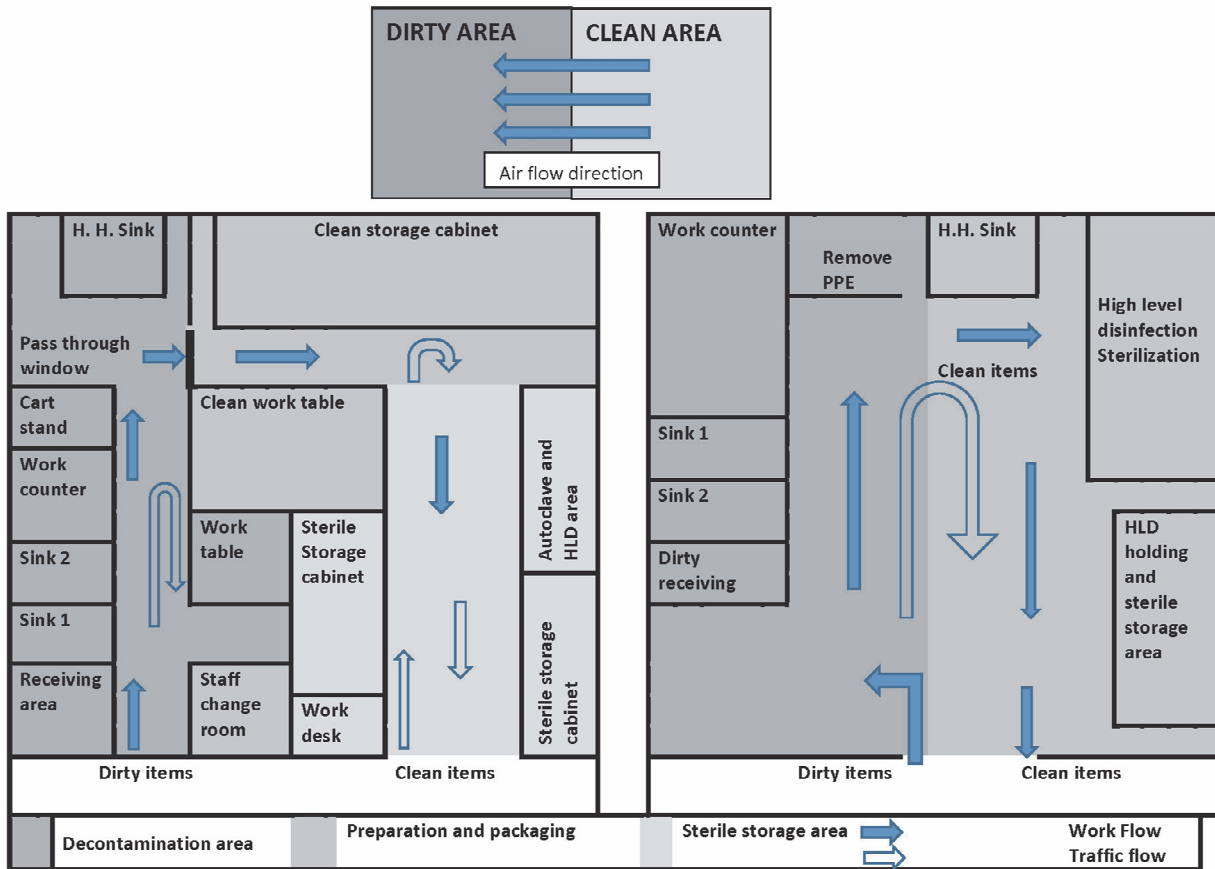 DIRTY AREA
CLEAN AREA
Air flow direction
H. H. Sink
Clean storage cabinet
Pass through
window
Cart
stand
Clean work table
Work
counter
Sink 2
Work
table
Sterile
Storage
cabinet
Autoclave and
HLD area
Sink 1
Receiving
area
Staff
change
room
Work
desk
Sterile storage
cabinet
Dirty items
Clean items
Work counter
Remove
PPE
H.H. Sink
High level
disinfection
Sterilization
Clean items
Sink 1
Sink 2
Dirty
receiving
HLD
holding
and
sterile
storage
area
Dirty items
Clean items
Decontamination area
Preparation and packaging
Sterile storage area
Work Flow
Traffic flow